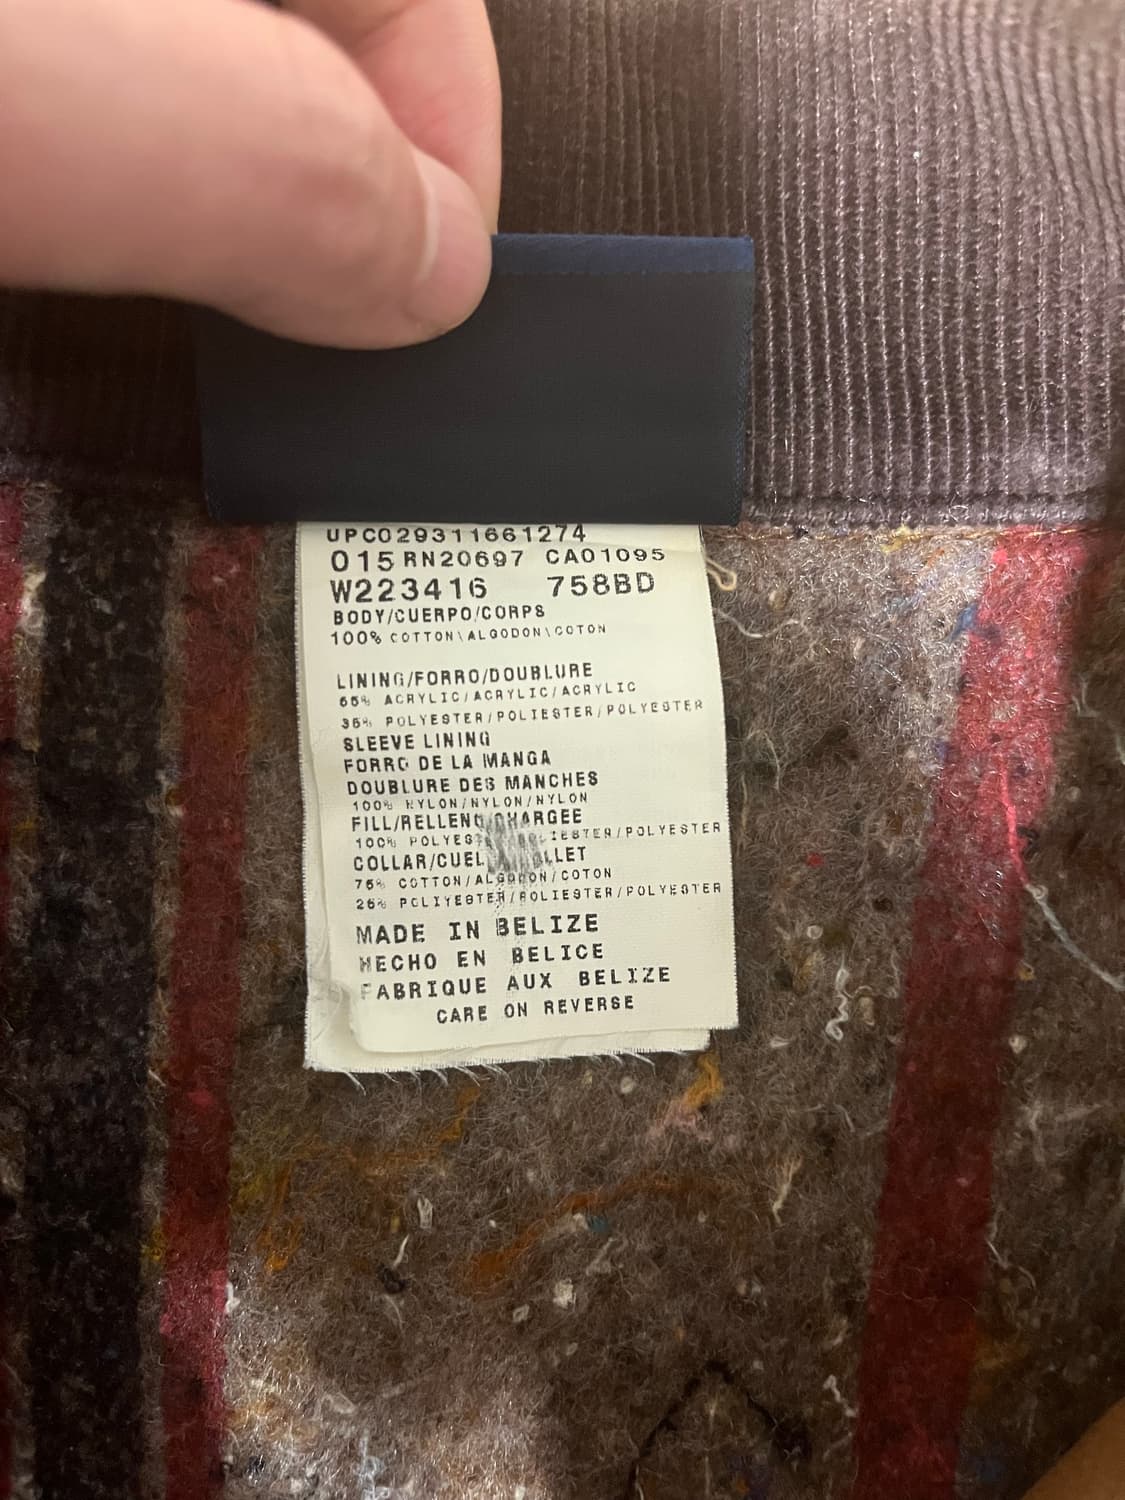 UPC029311661274
015 RN20697 CA01095
W223416 758BD
BODY/CUERPO/CORPS
100% COTTON\ALGODON\COTON
LINING/FORRO/DOUBLURE
65% ACRYLIC/ACRYLIC/ACRYLIC
35% POLYESTER/POLIESTER/POLYESTER
SLEEVE LINING
FORRO DE LA MANGA
DOUBLURE DES MANCHES
100% NYLON/NYLON/NYLON
FILL/RELLENO/CHARGEE
100% POLYESTER/POLYESTER
COLLAR/
75% COTTON/ALGODON/COTON
25% POLIYESTER/POLIESTER/POLYESTER
MADE IN BELIZE
HECHO EN BELICE
FABRIQUE AUX BELIZE
CARE ON REVERSE